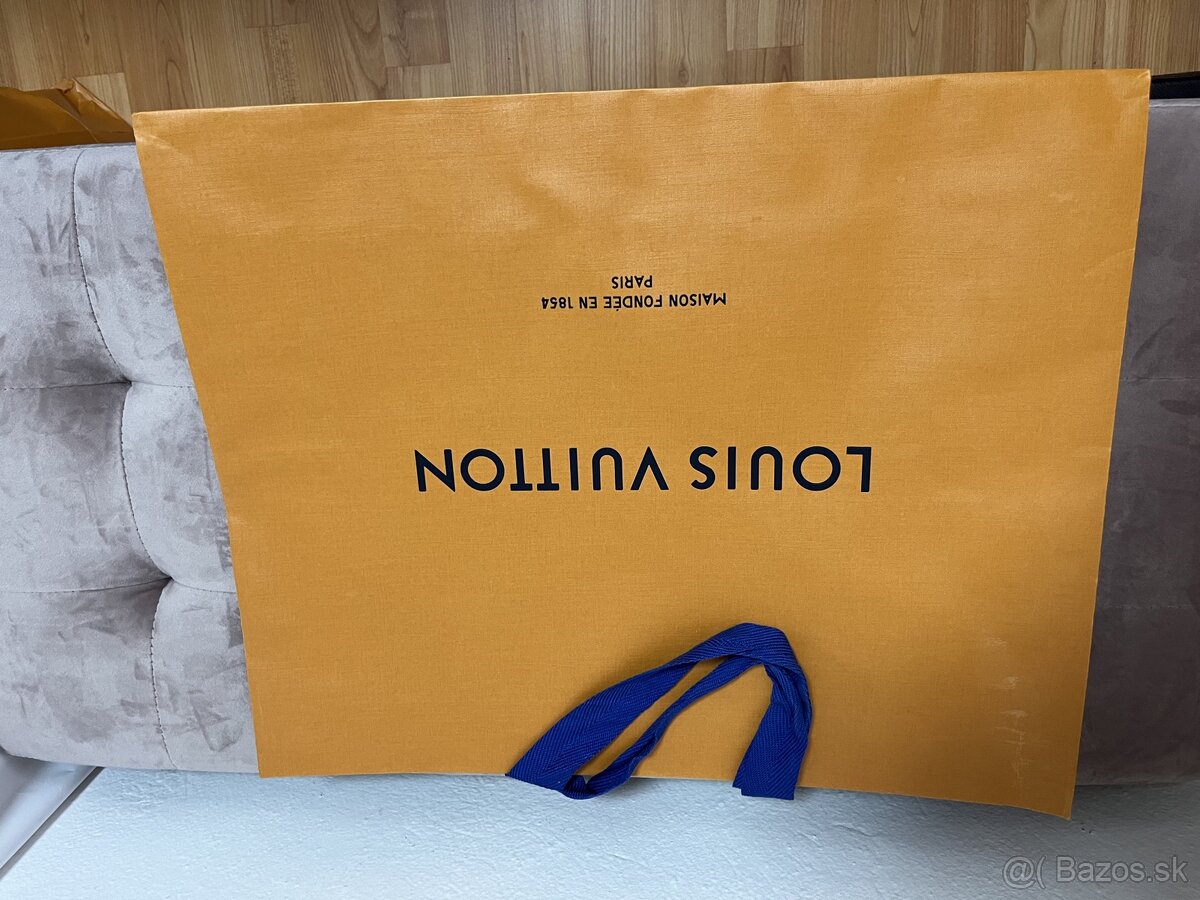 LOUIS VUITTON
MAISON FONDÉE EN 1854
PARIS
@( Bazos.sk